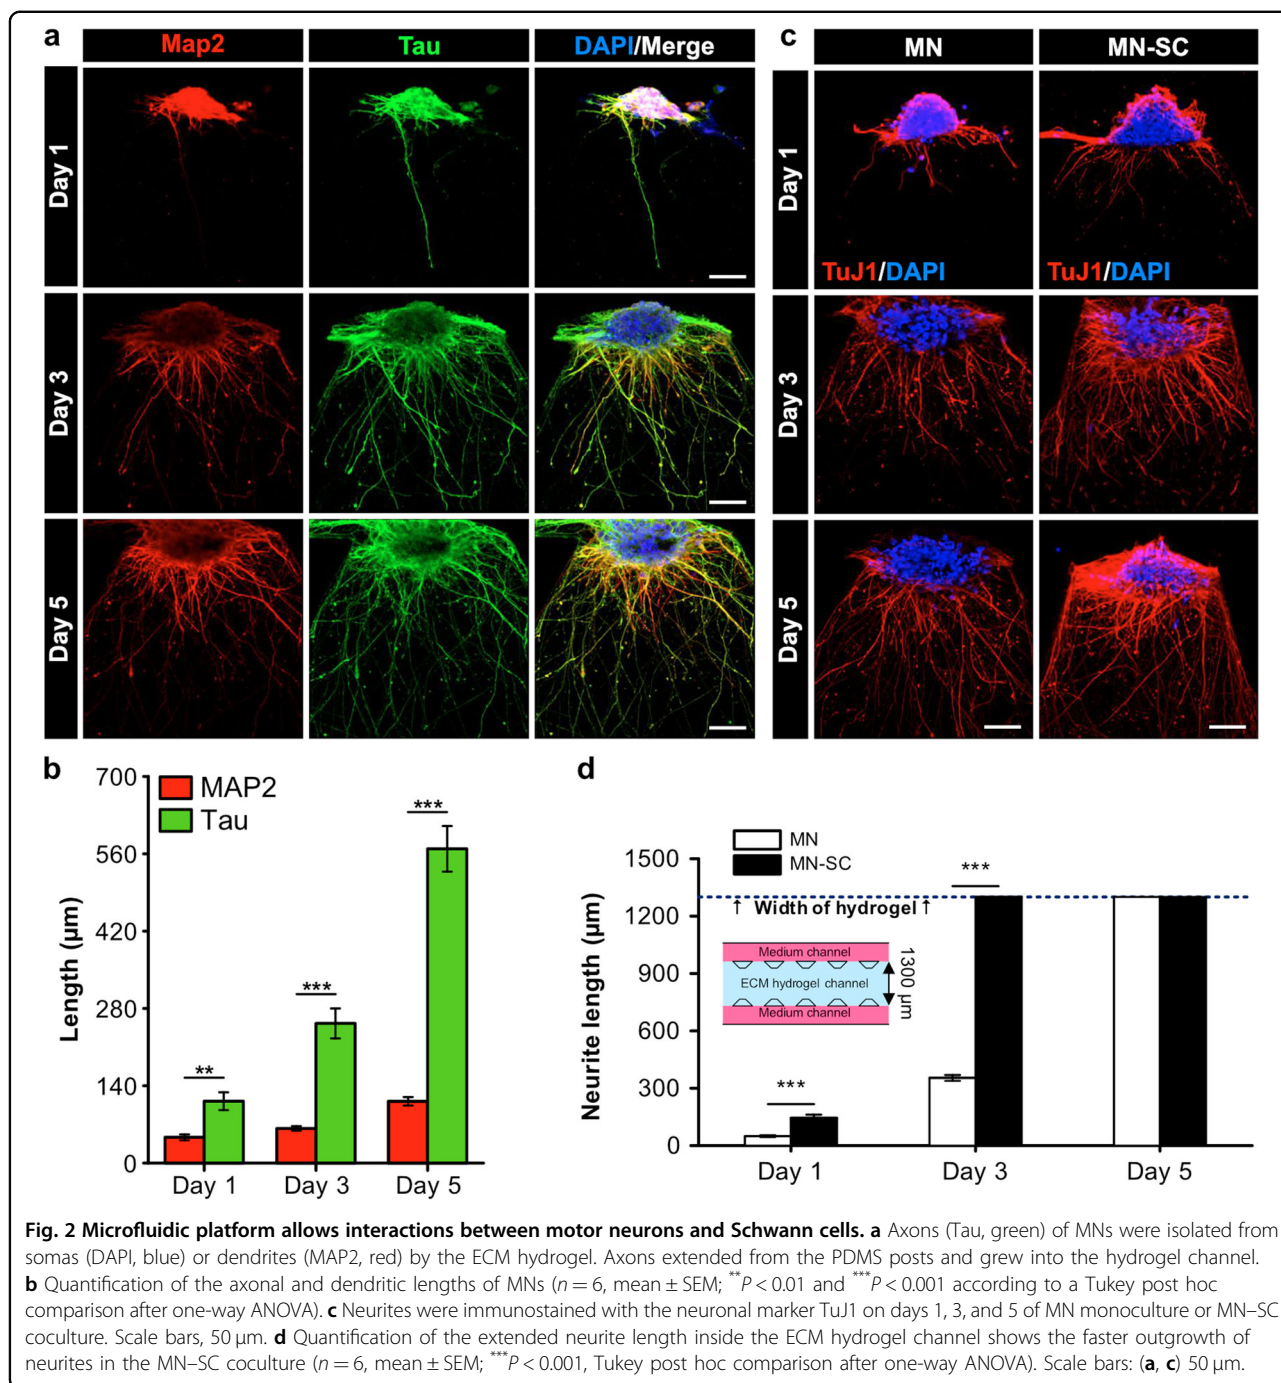 a
Map2
Tau
DAPI/Merge
Day 1
Day 3
Day 5
c
MN
MN-SC
Day 1
TuJ1/DAPI
TuJ1/DAPI
Day 3
Day 5
b
700
560
420
280
140
0
Length (µm)
MAP2
Tau
**
***
***
Day 1
Day 3
Day 5
d
MN
MN-SC
1500
1200
900
600
300
0
Neurite length (µm)
***
***
↑ Width of hydrogel ↑
Medium channel
ECM hydrogel channel
Medium channel
1300 µm
Day 1
Day 3
Day 5
Fig. 2 Microfluidic platform allows interactions between motor neurons and Schwann cells. a Axons (Tau, green) of MNs were isolated from
somas (DAPI, blue) or dendrites (MAP2, red) by the ECM hydrogel. Axons extended from the PDMS posts and grew into the hydrogel channel.
b Quantification of the axonal and dendritic lengths of MNs (n = 6, mean ± SEM; **P < 0.01 and ***P < 0.001 according to a Tukey post hoc
comparison after one-way ANOVA). c Neurites were immunostained with the neuronal marker TuJ1 on days 1, 3, and 5 of MN monoculture or MN–SC
coculture. Scale bars, 50 µm. d Quantification of the extended neurite length inside the ECM hydrogel channel shows the faster outgrowth of
neurites in the MN–SC coculture (n = 6, mean ± SEM; ***P < 0.001, Tukey post hoc comparison after one-way ANOVA). Scale bars: (a, c) 50 µm.